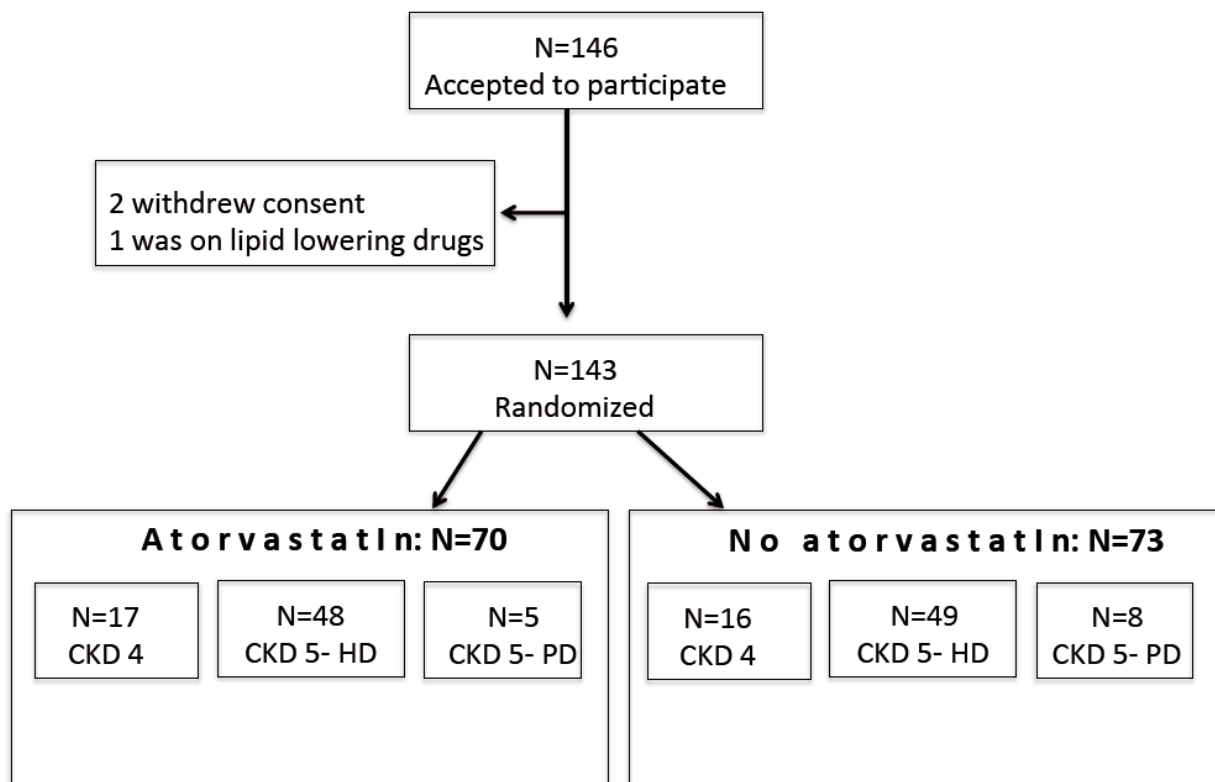 N=146
Accepted to participate
2 withdrew consent
1 was on lipid lowering drugs
N=143
Randomized
AtorvastatIn: N=70
N=17
CKD 4
N=48
CKD 5- HD
N=5
CKD 5- PD
No atorvastatIn: N=73
N=16
CKD 4
N=49
CKD 5- HD
N=8
CKD 5- PD